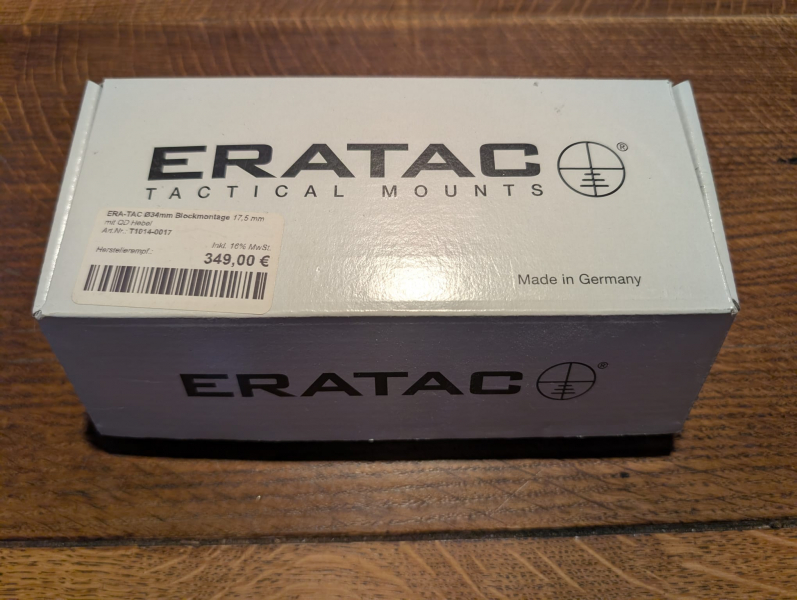 ERATAC ®
TACTICAL MOUNTS
ERA-TAC Ø34mm Blockmontage 17,5 mm
mit QD Hebel
Art.Nr.: T1014-0017
Inkl. 16% MwSt.
Herstellerempf.:
349,00 €
Made in Germany
ERATAC ®